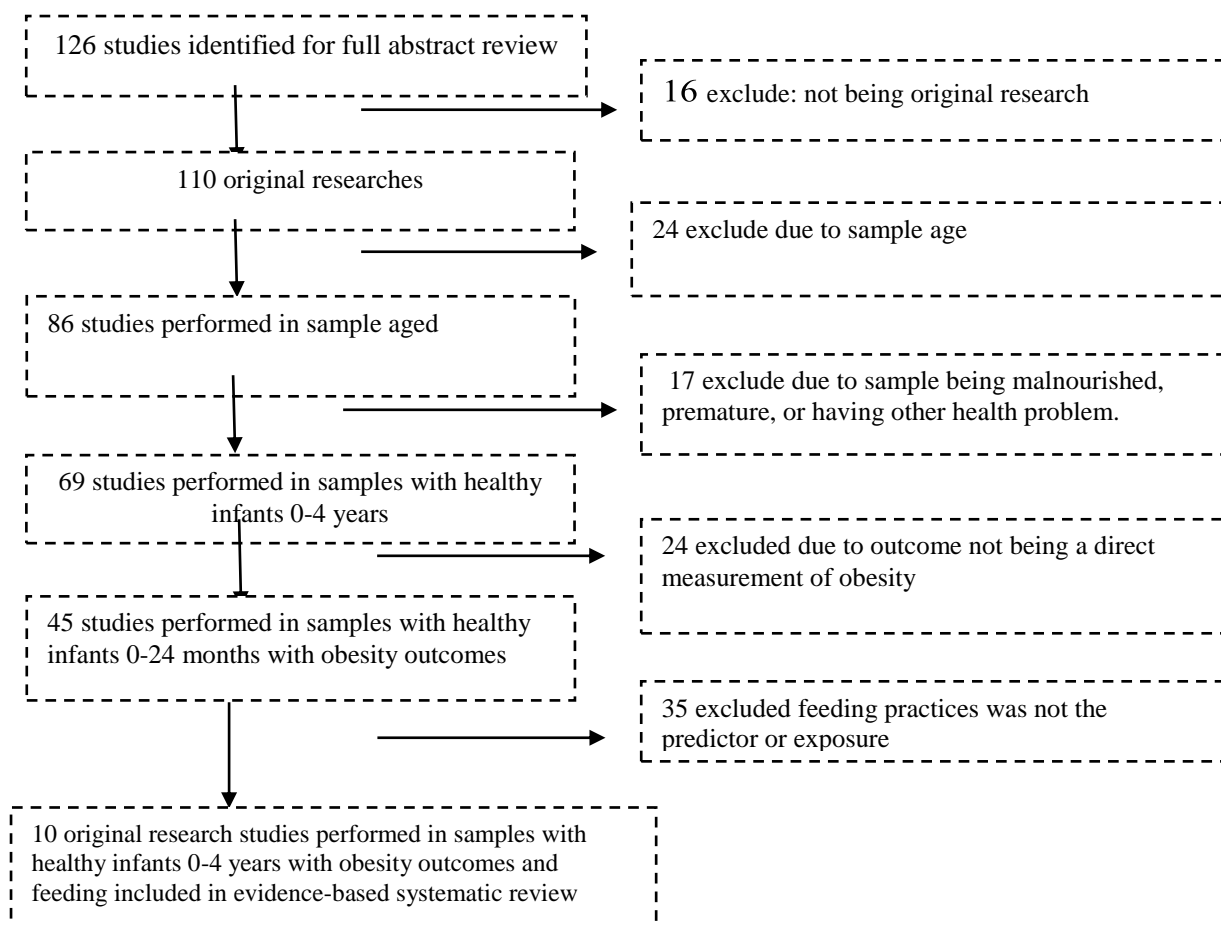 126 studies identified for full abstract review
16 exclude: not being original research
110 original researches
24 exclude due to sample age
86 studies performed in sample aged
17 exclude due to sample being malnourished,
premature, or having other health problem.
69 studies performed in samples with healthy
infants 0-4 years
24 excluded due to outcome not being a direct
measurement of obesity
45 studies performed in samples with healthy
infants 0-24 months with obesity outcomes
35 excluded feeding practices was not the
predictor or exposure
10 original research studies performed in samples with
healthy infants 0-4 years with obesity outcomes and
feeding included in evidence-based systematic review